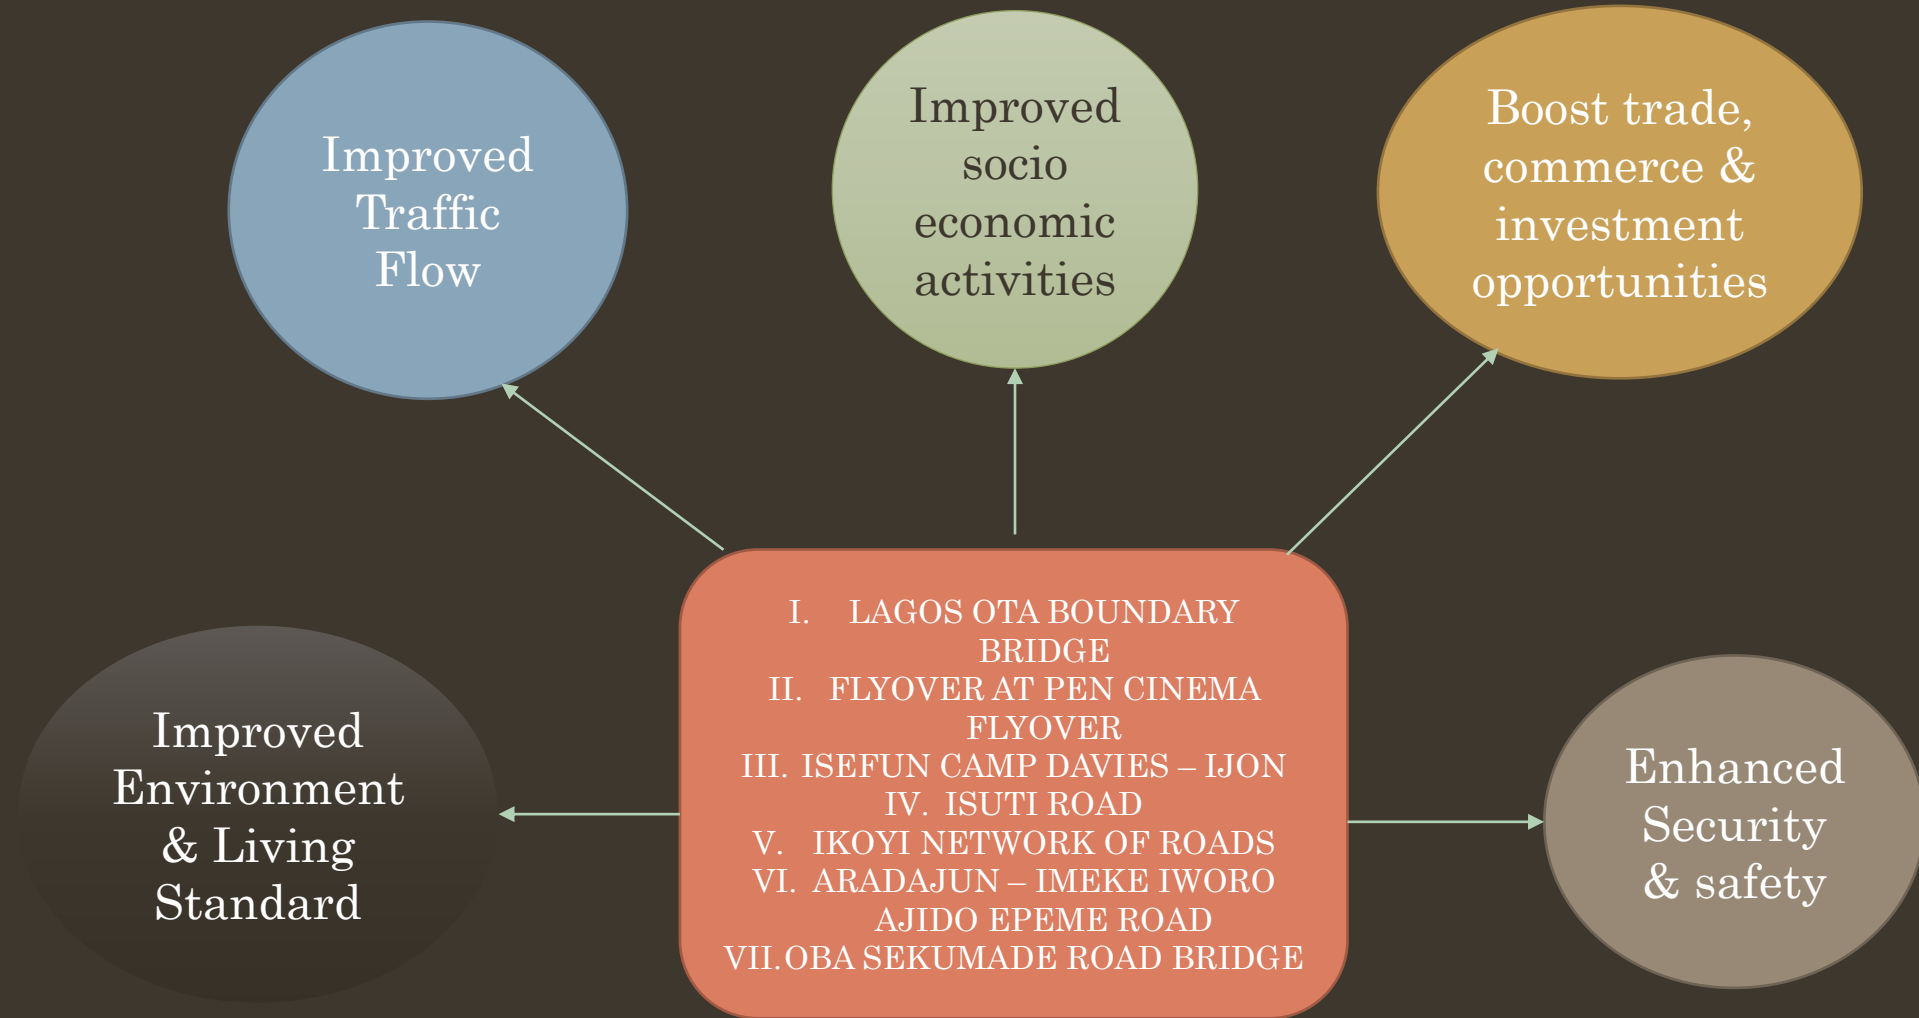 Improved
Traffic
Flow
Improved
socio
economic
activities
Boost trade,
commerce &
investment
opportunities
Improved
Environment
& Living
Standard
I. LAGOS OTA BOUNDARY
BRIDGE
II. FLYOVER AT PEN CINEMA
FLYOVER
III. ISEFUN CAMP DAVIES – IJON
IV. ISUTI ROAD
V. IKOYI NETWORK OF ROADS
VI. ARADAJUN – IMEKE IWORO
AJIDO EPEME ROAD
VII. OBA SEKUMADE ROAD BRIDGE
Enhanced
Security
& safety